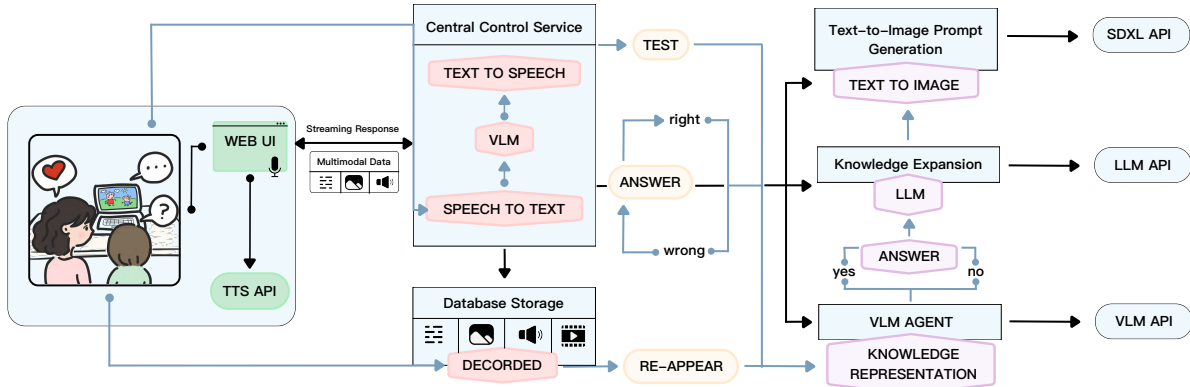 WEB UI
?
TTS API
Streaming Response
Multimodal Data
Central Control Service
TEXT TO SPEECH
VLM
SPEECH TO TEXT
Database Storage
DECORDED
TEST
right
ANSWER
wrong
RE-APPEAR
Text-to-Image Prompt
Generation
TEXT TO IMAGE
Knowledge Expansion
LLM
ANSWER
yes
no
VLM AGENT
KNOWLEDGE
REPRESENTATION
SDXL API
LLM API
VLM API